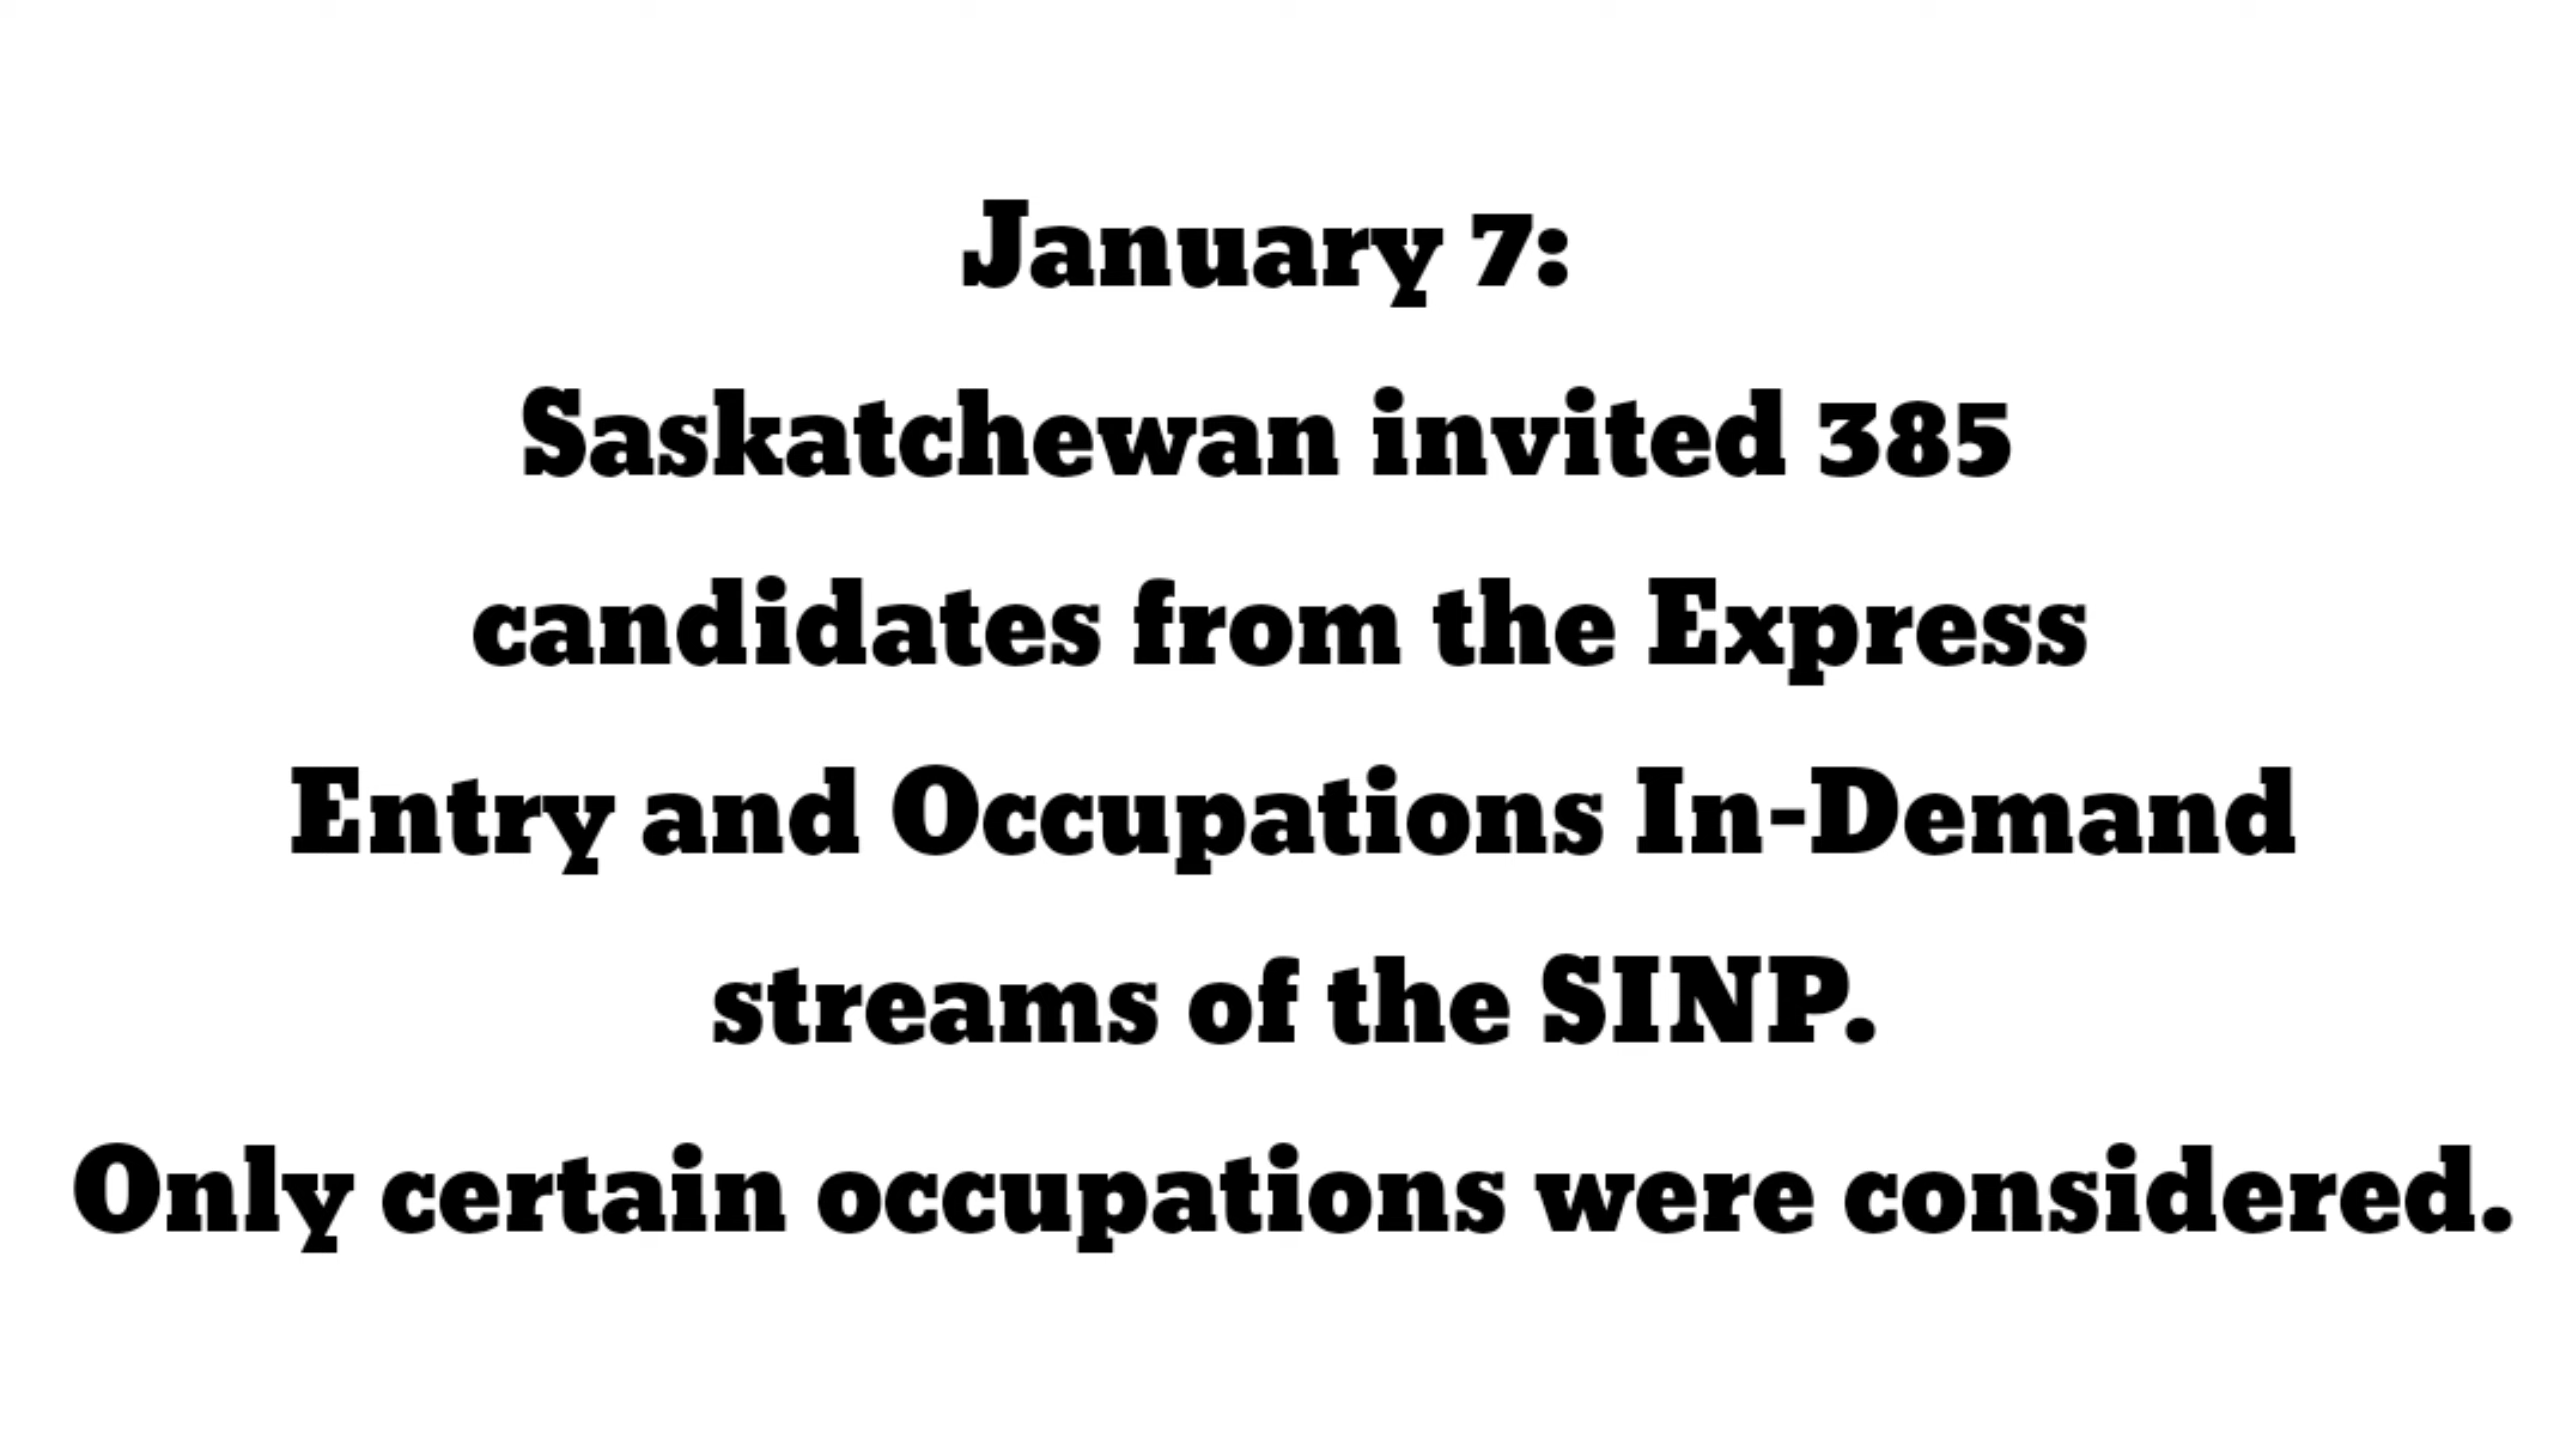 January 7:
Saskatchewan invited 385
candidates from the Express
Entry and Occupations In-Demand
streams of the SINP.
Only certain occupations were considered.